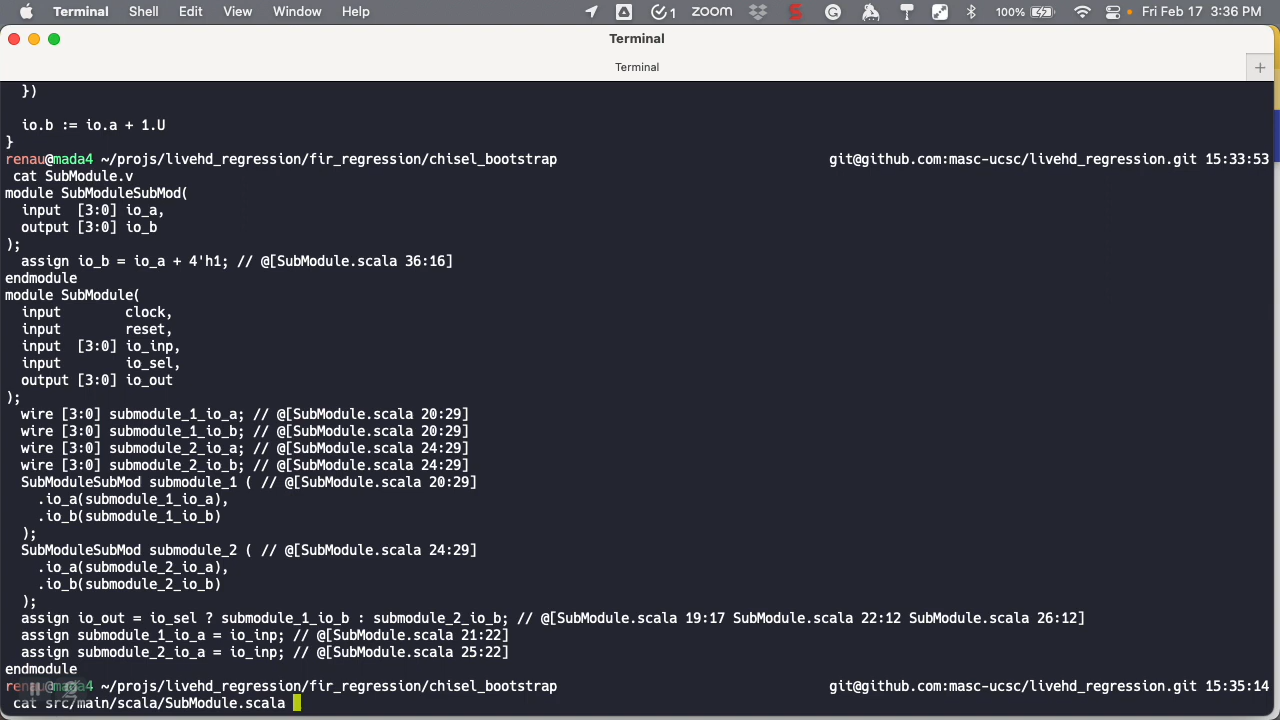 Terminal Shell Edit View Window Help 1 zoom 100% Fri Feb 17 3:36 PM
Terminal
Terminal
})
io.b := io.a + 1.U
}
renau@mada4 ~/projs/livehd_regression/fir_regression/chisel_bootstrap git@github.com:masc-ucsc/livehd_regression.git 15:33:53
cat SubModule.v
module SubModuleSubMod(
input [3:0] io_a,
output [3:0] io_b
);
assign io_b = io_a + 4'h1; // @[SubModule.scala 36:16]
endmodule
module SubModule(
input clock,
input reset,
input [3:0] io_inp,
input io_sel,
output [3:0] io_out
);
wire [3:0] submodule_1_io_a; // @[SubModule.scala 20:29]
wire [3:0] submodule_1_io_b; // @[SubModule.scala 20:29]
wire [3:0] submodule_2_io_a; // @[SubModule.scala 24:29]
wire [3:0] submodule_2_io_b; // @[SubModule.scala 24:29]
SubModuleSubMod submodule_1 ( // @[SubModule.scala 20:29]
.io_a(submodule_1_io_a),
.io_b(submodule_1_io_b)
);
SubModuleSubMod submodule_2 ( // @[SubModule.scala 24:29]
.io_a(submodule_2_io_a),
.io_b(submodule_2_io_b)
);
assign io_out = io_sel ? submodule_1_io_b : submodule_2_io_b; // @[SubModule.scala 19:17 SubModule.scala 22:12 SubModule.scala 26:12]
assign submodule_1_io_a = io_inp; // @[SubModule.scala 21:22]
assign submodule_2_io_a = io_inp; // @[SubModule.scala 25:22]
endmodule
renau@mada4 ~/projs/livehd_regression/fir_regression/chisel_bootstrap git@github.com:masc-ucsc/livehd_regression.git 15:35:14
cat src/main/scala/SubModule.scala